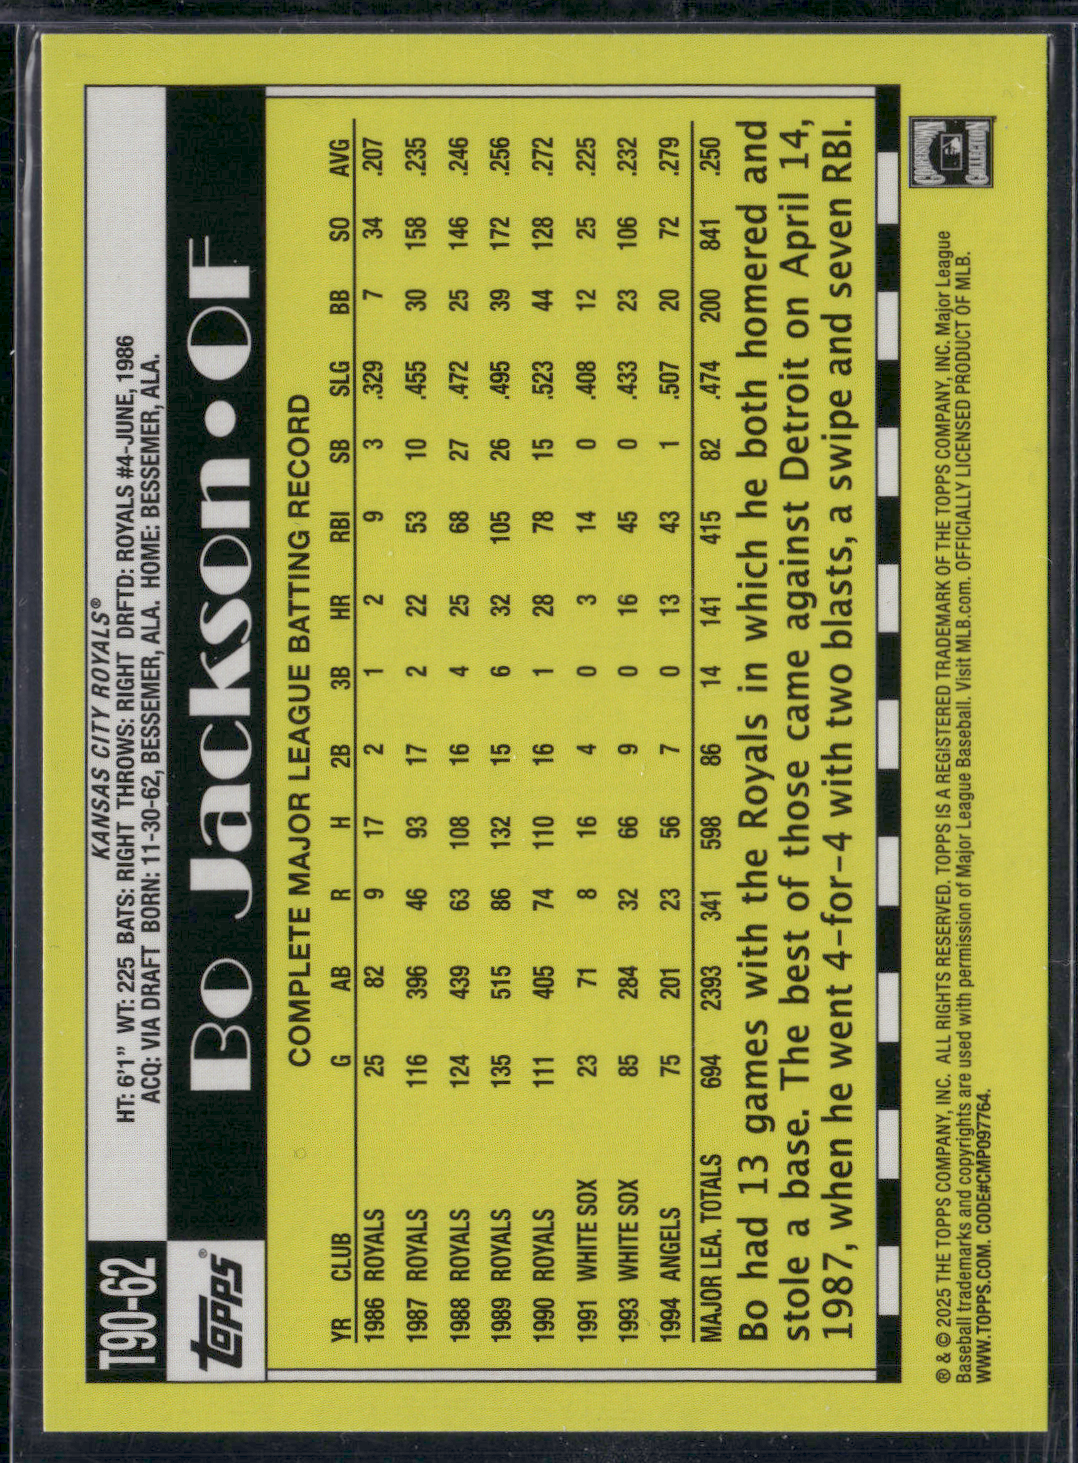 T90-62
KANSAS CITY ROYALS®
HT: 6'1" WT: 225 BATS: RIGHT THROWS: RIGHT DRFTD: ROYALS #4-JUNE, 1986
ACQ: VIA DRAFT BORN: 11-30-62, BESSEMER, ALA. HOME: BESSEMER, ALA.
topps®
Bo Jackson • OF
COMPLETE MAJOR LEAGUE BATTING RECORD
YR CLUB G AB R H 2B 3B HR RBI SB SLG BB SO AVG
1986 ROYALS 25 82 9 17 2 1 2 9 3 .329 7 34 .207
1987 ROYALS 116 396 46 93 17 2 22 53 10 .455 30 158 .235
1988 ROYALS 124 439 63 108 16 4 25 68 27 .472 25 146 .246
1989 ROYALS 135 515 86 132 15 6 32 105 26 .495 39 172 .256
1990 ROYALS 111 405 74 110 16 1 28 78 15 .523 44 128 .272
1991 WHITE SOX 23 71 8 16 4 0 3 14 0 .408 12 25 .225
1993 WHITE SOX 85 284 32 66 9 0 16 45 0 .433 23 106 .232
1994 ANGELS 75 201 23 56 7 0 13 43 1 .507 20 72 .279
MAJOR LEA. TOTALS 694 2393 341 598 86 14 141 415 82 .474 200 841 .250
Bo had 13 games with the Royals in which he both homered and
stole a base. The best of those came against Detroit on April 14,
1987, when he went 4-for-4 with two blasts, a swipe and seven RBI.
COOPERSTOWN
COLLECTION
® & © 2025 THE TOPPS COMPANY, INC. ALL RIGHTS RESERVED. TOPPS IS A REGISTERED TRADEMARK OF THE TOPPS COMPANY, INC. Major League
Baseball trademarks and copyrights are used with permission of Major League Baseball. Visit MLB.com. OFFICIALLY LICENSED PRODUCT OF MLB.
WWW.TOPPS.COM. CODE#CMP097764.